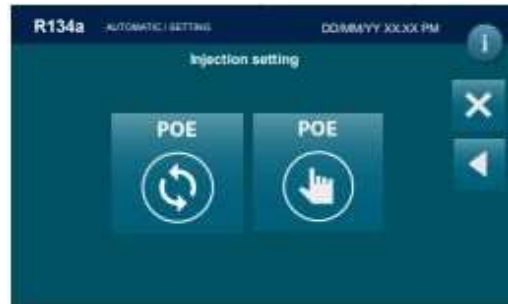 R134a AUTOMATIC / SETTING DD/MM/YY XX.XX PM
i
Injection setting
POE POE